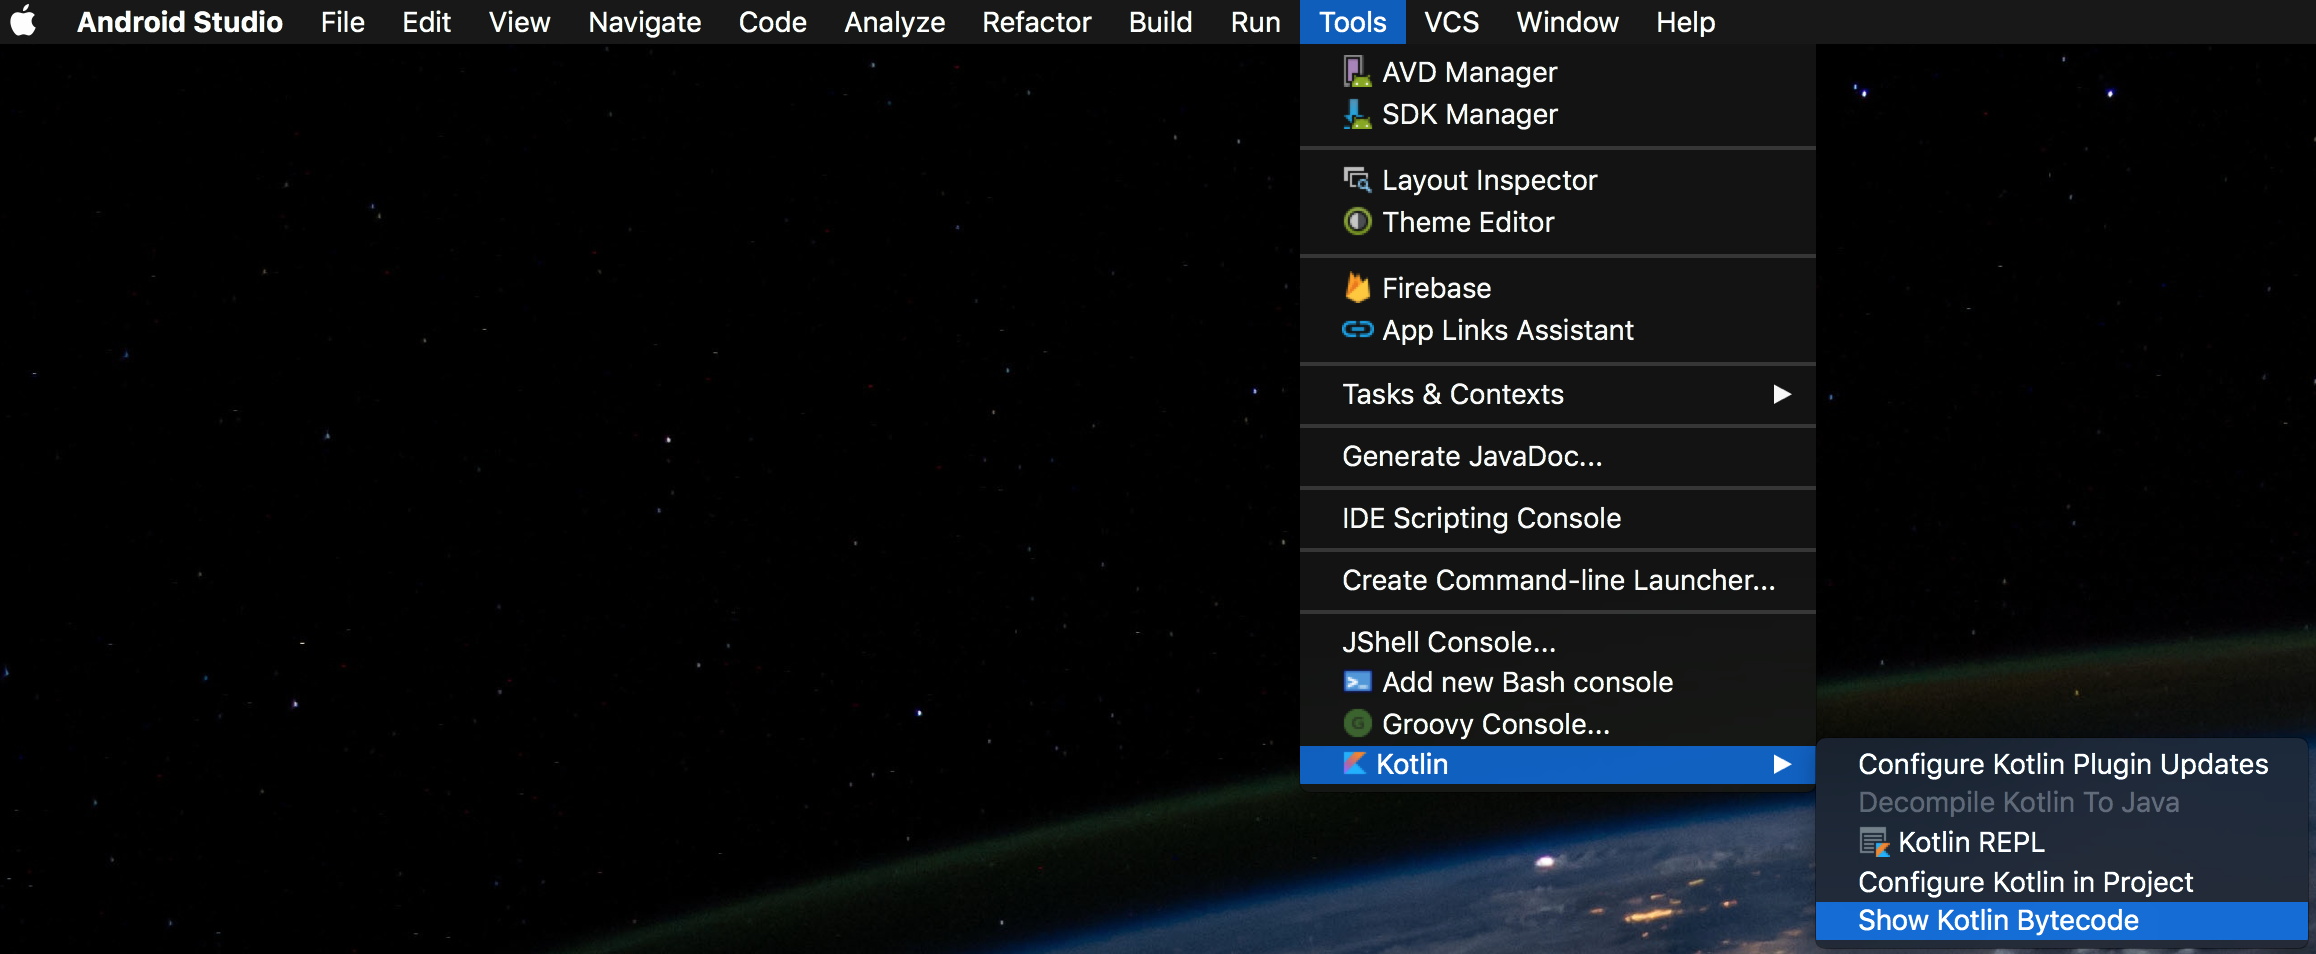 Android Studio File Edit View Navigate Code Analyze Refactor Build Run Tools VCS Window Help
AVD Manager
SDK Manager
Layout Inspector
Theme Editor
Firebase
App Links Assistant
Tasks & Contexts
Generate JavaDoc...
IDE Scripting Console
Create Command-line Launcher...
JShell Console...
Add new Bash console
Groovy Console...
Kotlin
Configure Kotlin Plugin Updates
Decompile Kotlin To Java
Kotlin REPL
Configure Kotlin in Project
Show Kotlin Bytecode